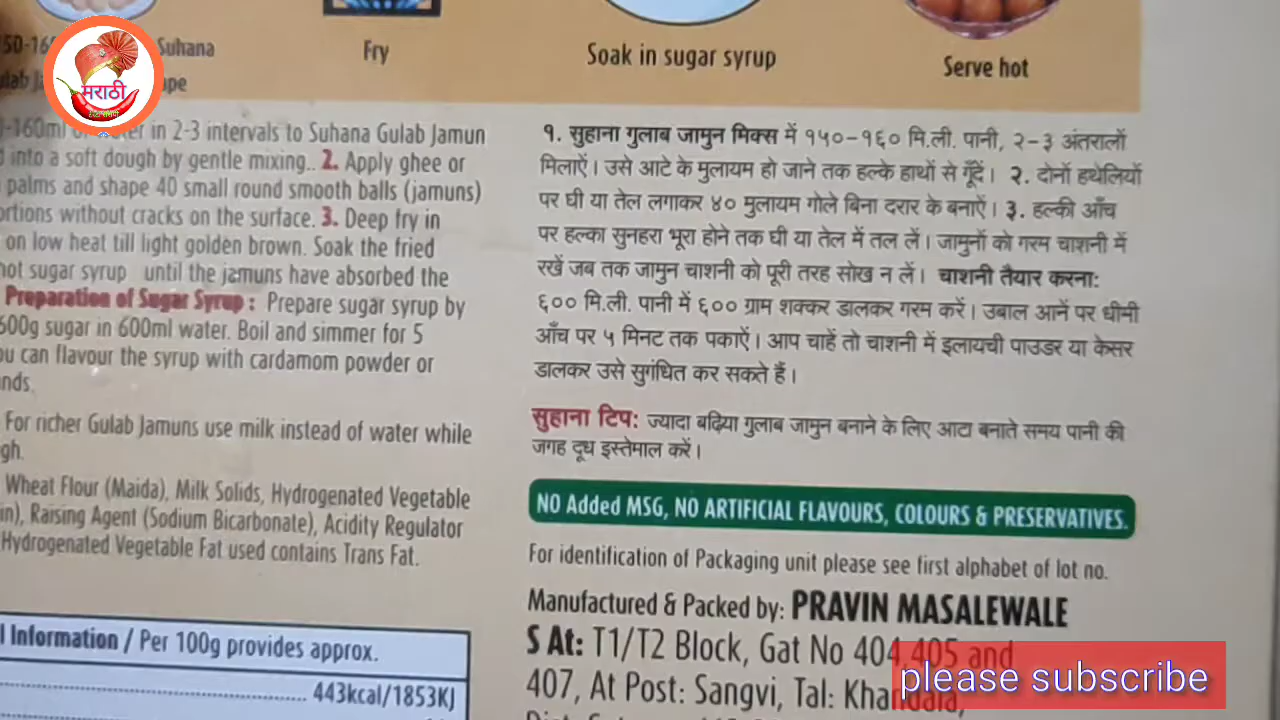 Suhana
Fry
Soak in sugar syrup
Serve hot
मराठी
in 2-3 intervals to Suhana Gulab Jamun
into a soft dough by gentle mixing.. 2. Apply ghee or
palms and shape 40 small round smooth balls (jamuns)
without cracks on the surface. 3. Deep fry in
on low heat till light golden brown. Soak the fried
hot sugar syrup until the jamuns have absorbed the
Preparation of Sugar Syrup : Prepare sugar syrup by
600g sugar in 600ml water. Boil and simmer for 5
can flavour the syrup with cardamom powder or
For richer Gulab Jamuns use milk instead of water while
Wheat Flour (Maida), Milk Solids, Hydrogenated Vegetable
Raising Agent (Sodium Bicarbonate), Acidity Regulator
Hydrogenated Vegetable Fat used contains Trans Fat.
Information / Per 100g provides approx.
443kcal/1853KJ
१. सुहाना गुलाब जामुन मिक्स में १५०-१६० मि.ली. पानी, २-३ अंतरालों
मिलाऐं। उसे आटे के मुलायम हो जाने तक हल्के हाथों से गूँदें। २. दोनों हथेलियों
पर घी या तेल लगाकर ४० मुलायम गोले बिना दरार के बनाऐं। ३. हल्की आँच
पर हल्का सुनहरा भूरा होने तक घी या तेल में तल लें। जामुनों को गरम चाशनी में
रखें जब तक जामुन चाशनी को पूरी तरह सोख न लें। चाशनी तैयार करना:
६०० मि.ली. पानी में ६०० ग्राम शक्कर डालकर गरम करें। उबाल आनें पर धीमी
आँच पर ५ मिनट तक पकाऐं। आप चाहें तो चाशनी में इलायची पाउडर या केसर
डालकर उसे सुगंधित कर सकते हैं।
सुहाना टिप: ज्यादा बढ़िया गुलाब जामुन बनाने के लिए आटा बनाते समय पानी की
जगह दूध इस्तेमाल करें।
NO Added MSG, NO ARTIFICIAL FLAVOURS, COLOURS & PRESERVATIVES.
For identification of Packaging unit please see first alphabet of lot no.
Manufactured & Packed by: PRAVIN MASALEWALE
S At: T1/T2 Block, Gat No 404,405 and
407, At Post: Sangvi, Tal: Khandala,
please subscribe